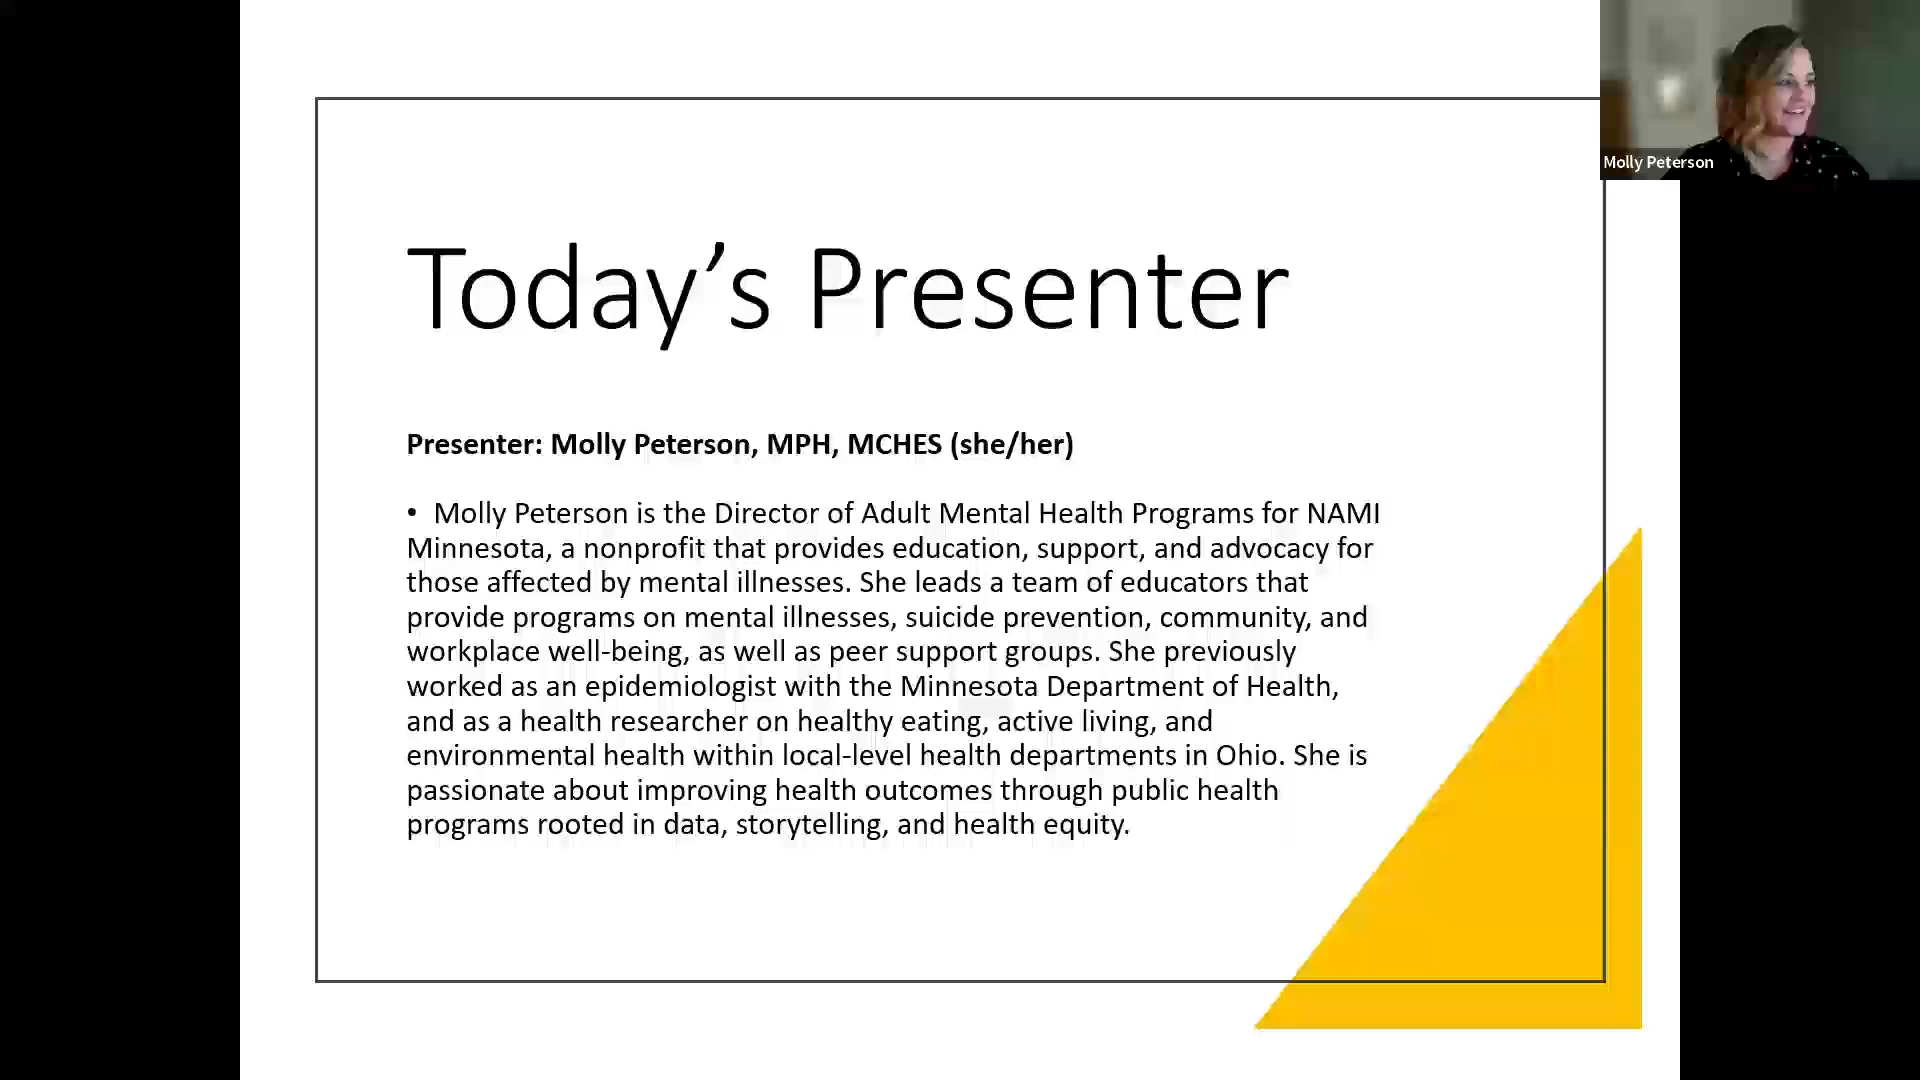 Molly Peterson
Today’s Presenter
Presenter: Molly Peterson, MPH, MCHES (she/her)
• Molly Peterson is the Director of Adult Mental Health Programs for NAMI
Minnesota, a nonprofit that provides education, support, and advocacy for
those affected by mental illnesses. She leads a team of educators that
provide programs on mental illnesses, suicide prevention, community, and
workplace well-being, as well as peer support groups. She previously
worked as an epidemiologist with the Minnesota Department of Health,
and as a health researcher on healthy eating, active living, and
environmental health within local-level health departments in Ohio. She is
passionate about improving health outcomes through public health
programs rooted in data, storytelling, and health equity.